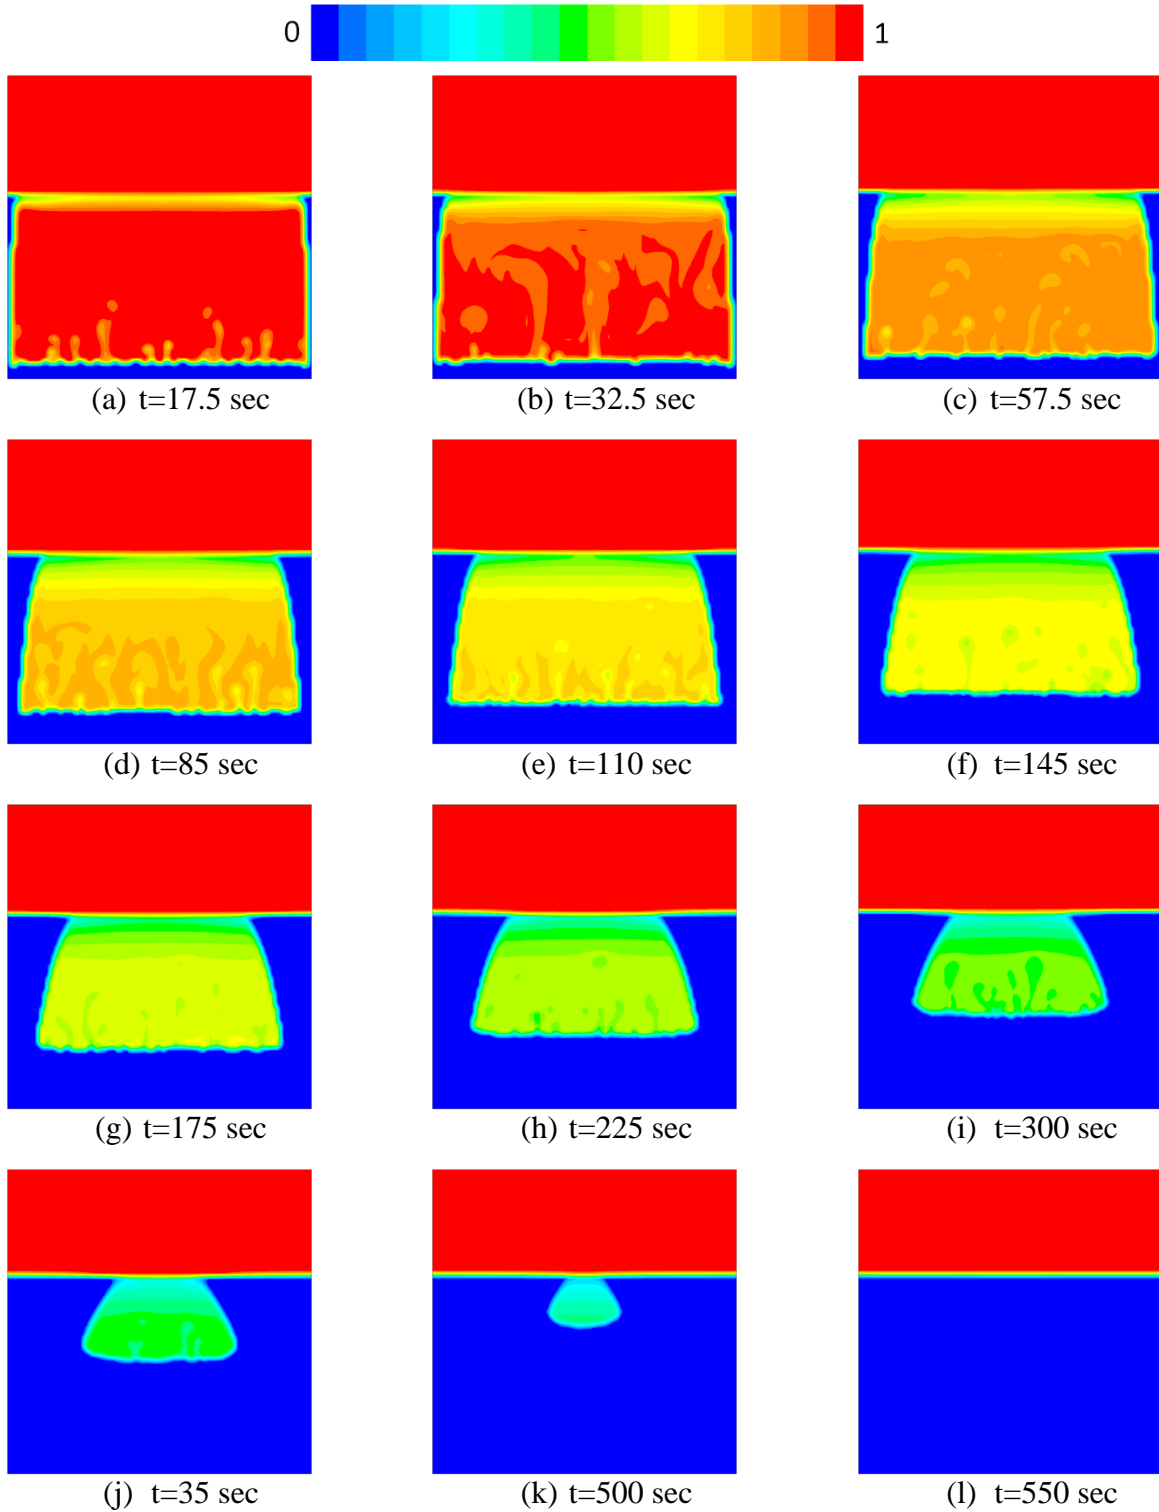 0 1
(a) t=17.5 sec (b) t=32.5 sec (c) t=57.5 sec
(d) t=85 sec (e) t=110 sec (f) t=145 sec
(g) t=175 sec (h) t=225 sec (i) t=300 sec
(j) t=35 sec (k) t=500 sec (l) t=550 sec